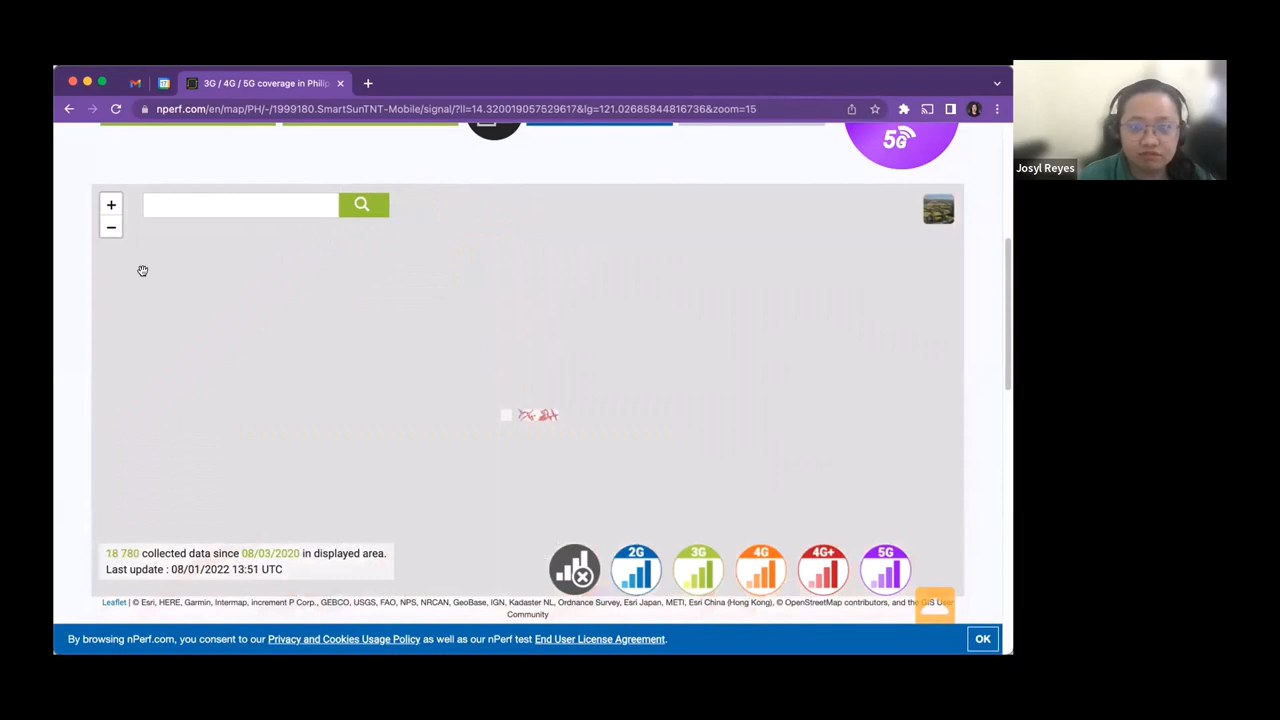 3G / 4G / 5G coverage in Philip
nperf.com/en/map/PH/-/1999180.SmartSunTNT-Mobile/signal/?ll=14.320019057529617&lg=121.02685844816736&zoom=15
5G
Josyl Reyes
+
−
18 780 collected data since 08/03/2020 in displayed area.
Last update : 08/01/2022 13:51 UTC
2G 3G 4G 4G+ 5G
Leaflet | © Esri, HERE, Garmin, Intermap, increment P Corp., GEBCO, USGS, FAO, NPS, NRCAN, GeoBase, IGN, Kadaster NL, Ordnance Survey, Esri Japan, METI, Esri China (Hong Kong), © OpenStreetMap contributors, and the GIS User
Community
By browsing nPerf.com, you consent to our Privacy and Cookies Usage Policy as well as our nPerf test End User License Agreement.
OK